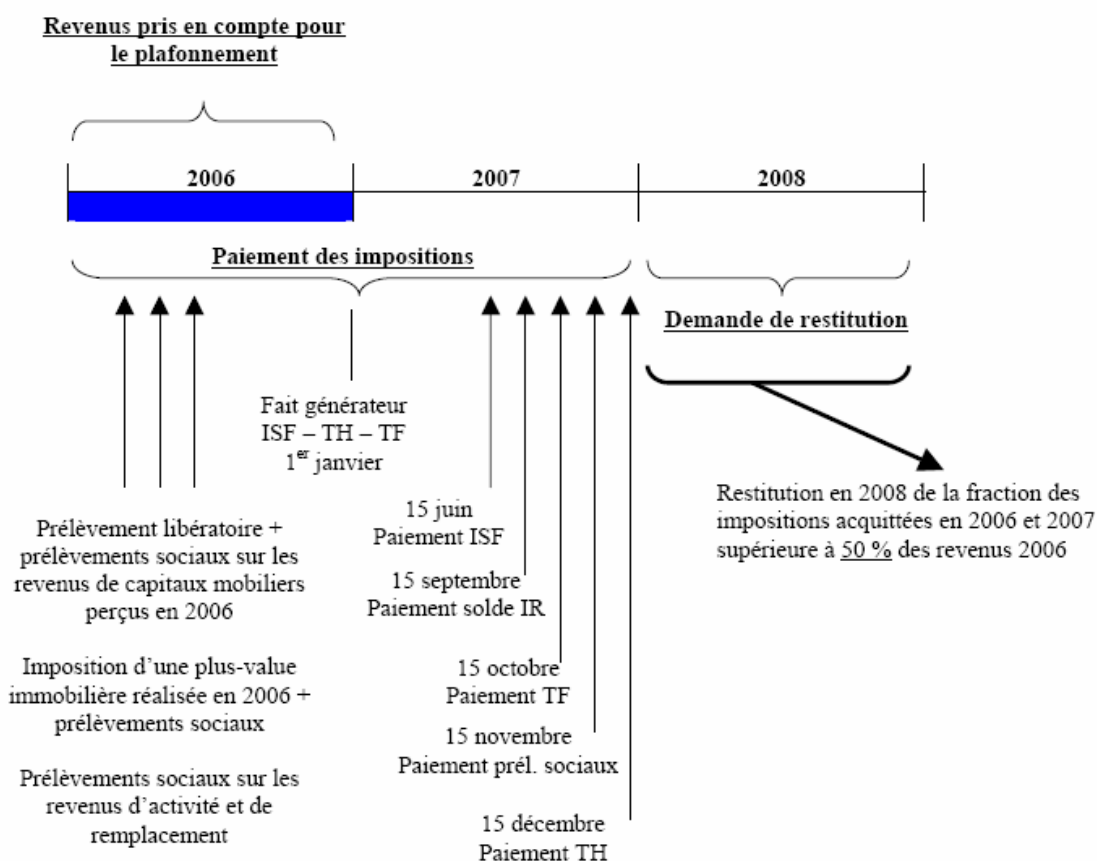 Revenus pris en compte pour
le plafonnement
2006
2007
2008
Paiement des impositions
Demande de restitution
Fait générateur
ISF – TH – TF
1er janvier
Prélèvement libératoire +
prélèvements sociaux sur les
revenus de capitaux mobiliers
perçus en 2006
Imposition d’une plus-value
immobilière réalisée en 2006 +
prélèvements sociaux
Prélèvements sociaux sur les
revenus d’activité et de
remplacement
15 juin
Paiement ISF
15 septembre
Paiement solde IR
15 octobre
Paiement TF
15 novembre
Paiement prél. sociaux
15 décembre
Paiement TH
Restitution en 2008 de la fraction des
impositions acquittées en 2006 et 2007
supérieure à 50 % des revenus 2006